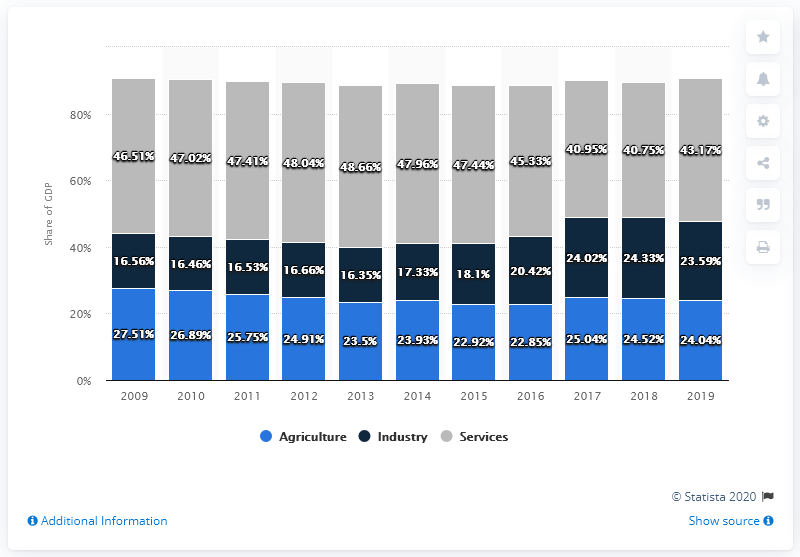 Share of GDP
80%
60%
40%
20%
0%
46.51% 47.02% 47.41% 48.04% 48.66% 47.96% 47.44% 45.33% 40.95% 40.75% 43.17%
16.56% 16.46% 16.53% 16.66% 16.35% 17.33% 18.1% 20.42% 24.02% 24.33% 23.59%
27.51% 26.89% 25.75% 24.91% 23.5% 23.93% 22.92% 22.85% 25.04% 24.52% 24.04%
2009 2010 2011 2012 2013 2014 2015 2016 2017 2018 2019
Agriculture Industry Services
© Statista 2020
Additional Information Show source